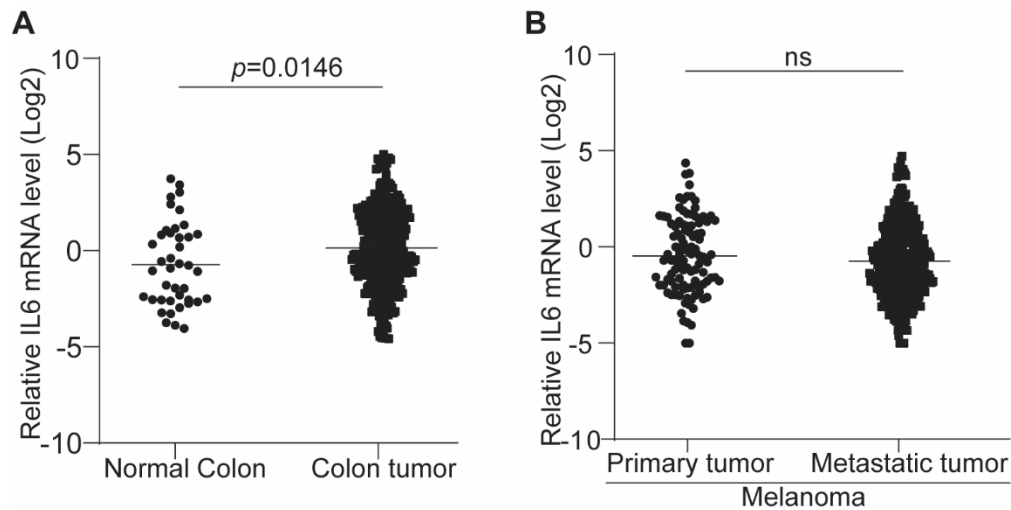 A
Relative IL6 mRNA level (Log2)
10
5
0
-5
-10
p=0.0146
Normal Colon
Colon tumor
B
Relative IL6 mRNA level (Log2)
10
5
0
-5
-10
ns
Primary tumor
Metastatic tumor
Melanoma